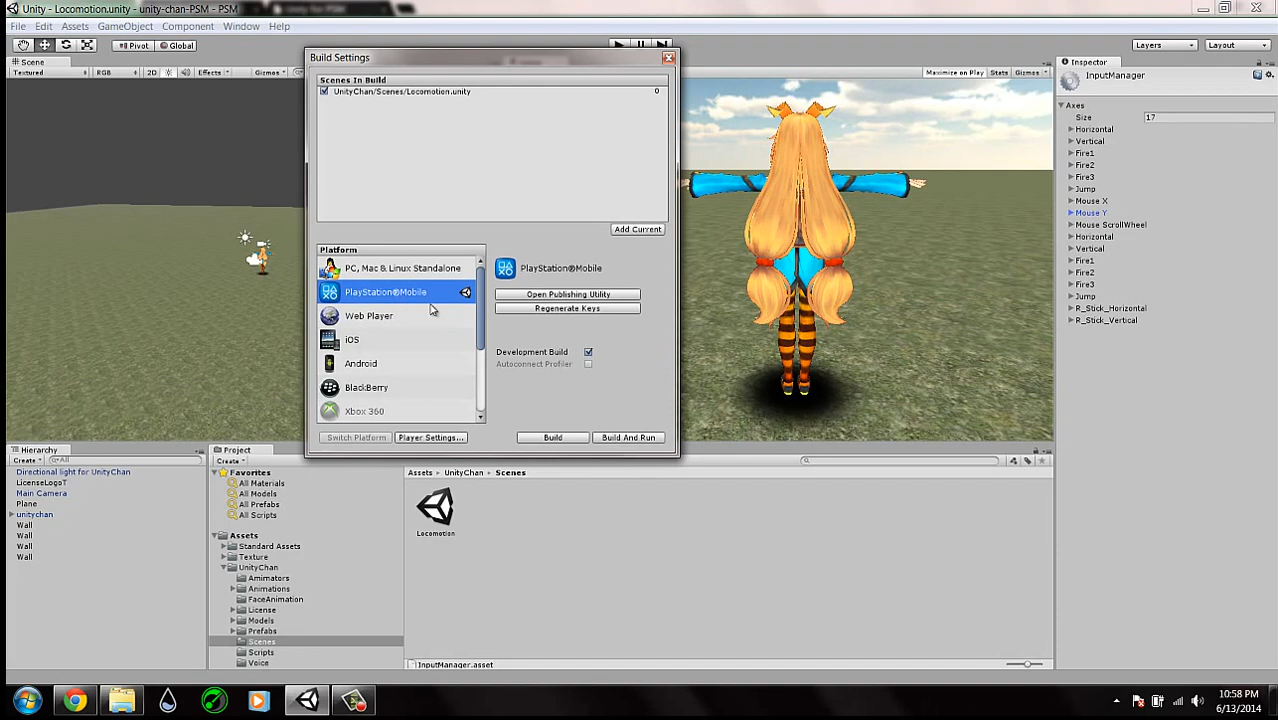 Unity - Locomotion.unity - unity-chan-PSM - PSM
File Edit Assets GameObject Component Window Help
Pivot Global
Layers Layout
Scene
Textured RGB 2D Effects Gizmos
Maximize on Play Stats Gizmos
Build Settings
Scenes In Build
UnityChan/Scenes/Locomotion.unity 0
Add Current
Platform
PC, Mac & Linux Standalone
PlayStation®Mobile
Web Player
iOS
Android
BlackBerry
Xbox 360
PlayStation®Mobile
Open Publishing Utility
Regenerate Keys
Development Build
Autoconnect Profiler
Switch Platform Player Settings... Build Build And Run
Inspector
InputManager
Axes
Size 17
Horizontal
Vertical
Fire1
Fire2
Fire3
Jump
Mouse X
Mouse Y
Mouse ScrollWheel
Horizontal
Vertical
Fire1
Fire2
Fire3
Jump
R_Stick_Horizontal
R_Stick_Vertical
Hierarchy
Create All
Directional light for UnityChan
LicenseLogoT
Main Camera
Plane
unitychan
Wall
Wall
Wall
Wall
Project
Create
Favorites
All Materials
All Models
All Prefabs
All Scripts
Assets
Standard Assets
Texture
UnityChan
Amimators
Animations
FaceAnimation
License
Models
Prefabs
Scenes
Scripts
Voice
Assets UnityChan Scenes
Locomotion
InputManager.asset
10:58 PM
6/13/2014